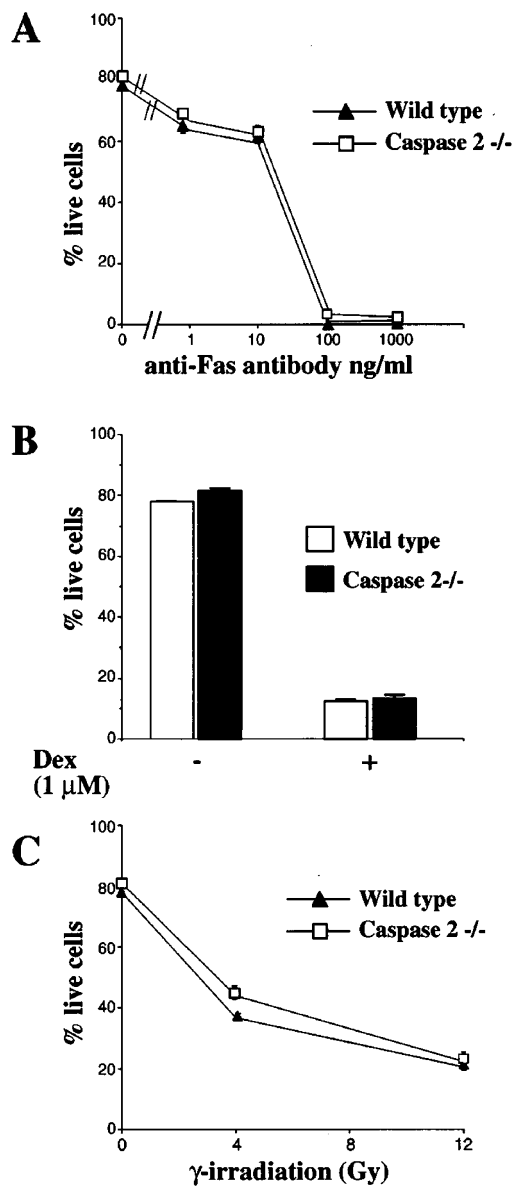 A
100
80
60
40
20
0
% live cells
Wild type
Caspase 2 -/-
0 1 10 100 1000
anti-Fas antibody ng/ml
B
100
80
60
40
20
0
% live cells
Wild type
Caspase 2-/-
Dex - +
(1 μM)
C
100
80
60
40
20
0
% live cells
Wild type
Caspase 2 -/-
0 4 8 12
γ-irradiation (Gy)